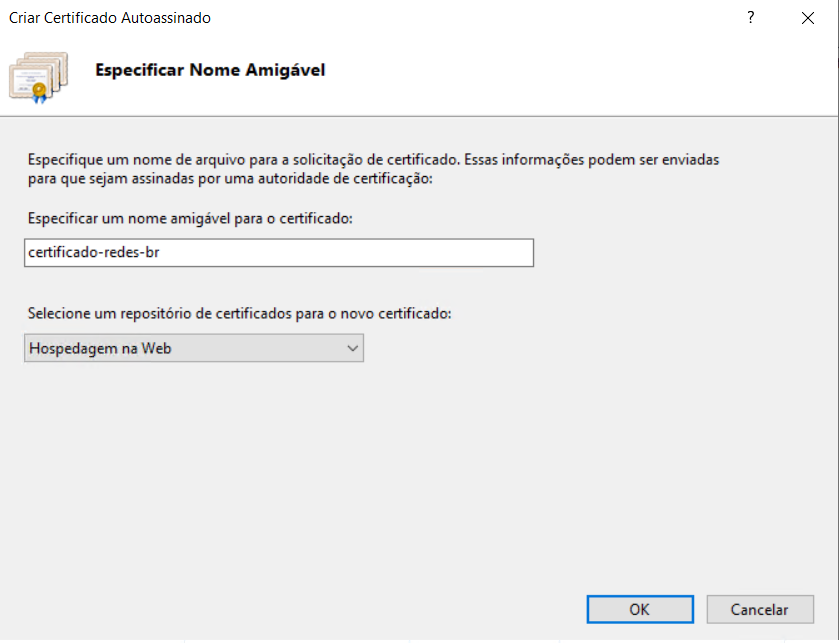 Criar Certificado Autoassinado
?
Especificar Nome Amigável
Especifique um nome de arquivo para a solicitação de certificado. Essas informações podem ser enviadas
para que sejam assinadas por uma autoridade de certificação:
Especificar um nome amigável para o certificado:
certificado-redes-br
Selecione um repositório de certificados para o novo certificado:
Hospedagem na Web
OK
Cancelar